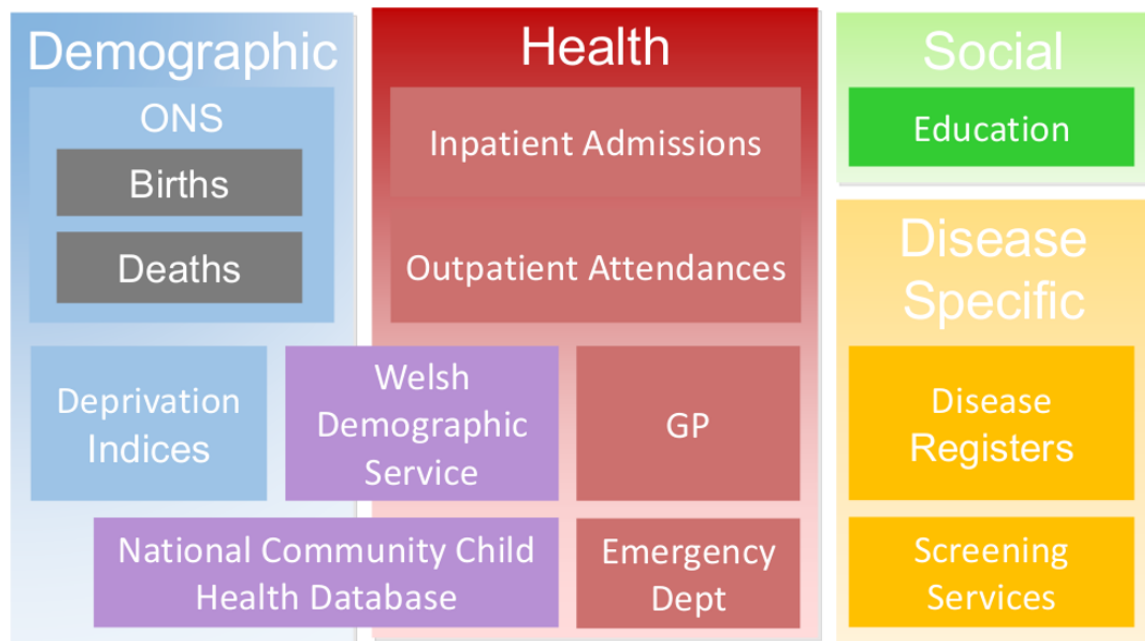 Demographic
ONS
Births
Deaths
Deprivation
Indices
Welsh
Demographic
Service
National Community Child
Health Database
Health
Inpatient Admissions
Outpatient Attendances
GP
Emergency
Dept
Social
Education
Disease
Specific
Disease
Registers
Screening
Services